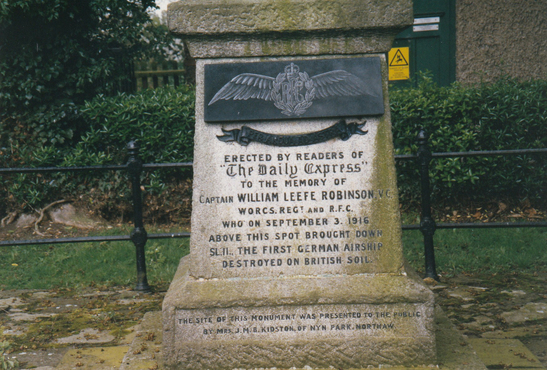 ERECTED BY READERS OF
"The Daily Express"
TO THE MEMORY OF
CAPTAIN WILLIAM LEEFE ROBINSON, V.C.
WORCS. REGT. AND R.F.C.
WHO ON SEPTEMBER 3, 1916
ABOVE THIS SPOT BROUGHT DOWN
SL11., THE FIRST GERMAN AIRSHIP
DESTROYED ON BRITISH SOIL.
THE SITE OF THIS MONUMENT WAS PRESENTED TO THE PUBLIC
BY MRS. J.M.B. KIDSTON, OF NYN PARK, NORTHAW.